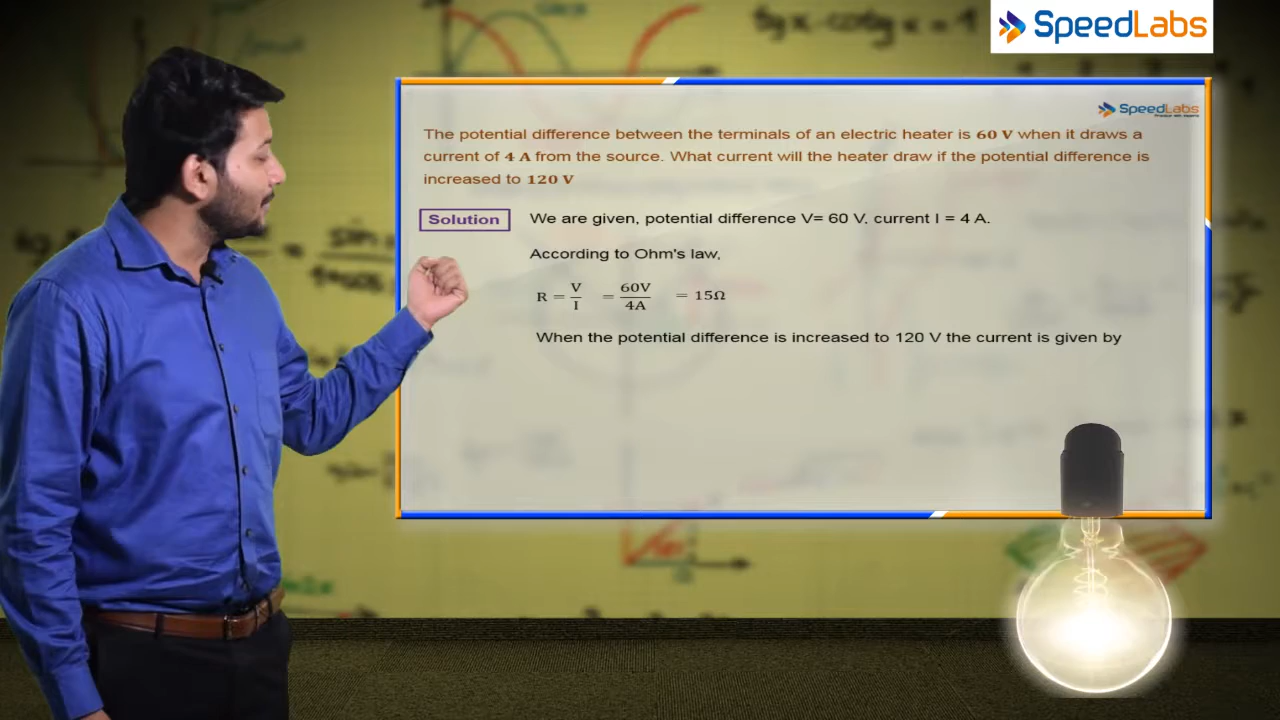 SpeedLabs
SpeedLabs
The potential difference between the terminals of an electric heater is 60 V when it draws a
current of 4 A from the source. What current will the heater draw if the potential difference is
increased to 120 V
Solution
We are given, potential difference V= 60 V, current I = 4 A.
According to Ohm's law,
R = V/I = 60V/4A = 15Ω
When the potential difference is increased to 120 V the current is given by